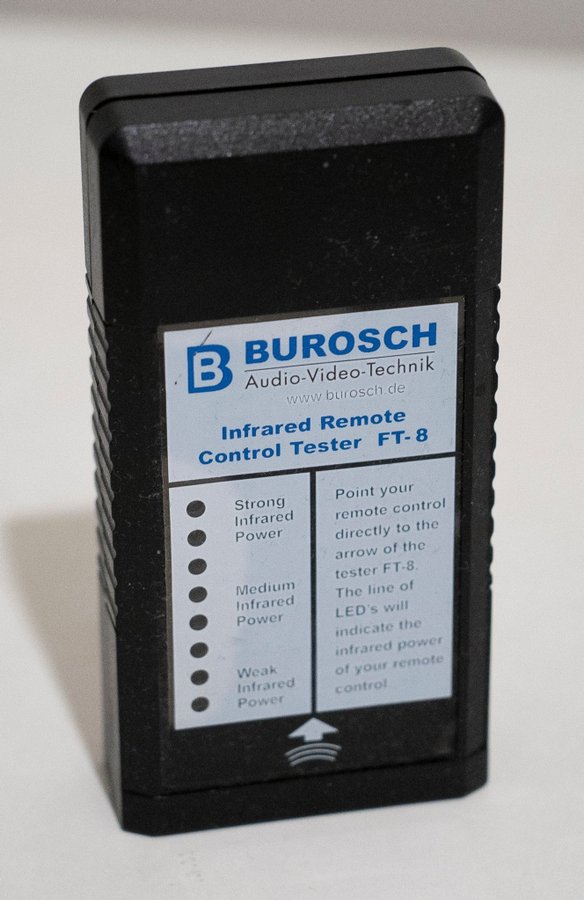 B BUROSCH
Audio-Video-Technik
www.burosch.de
Infrared Remote
Control Tester FT-8
Strong
Infrared
Power
Medium
Infrared
Power
Weak
Infrared
Power
Point your
remote control
directly to the
arrow of the
tester FT-8.
The line of
LED's will
indicate the
infrared power
of your remote
control